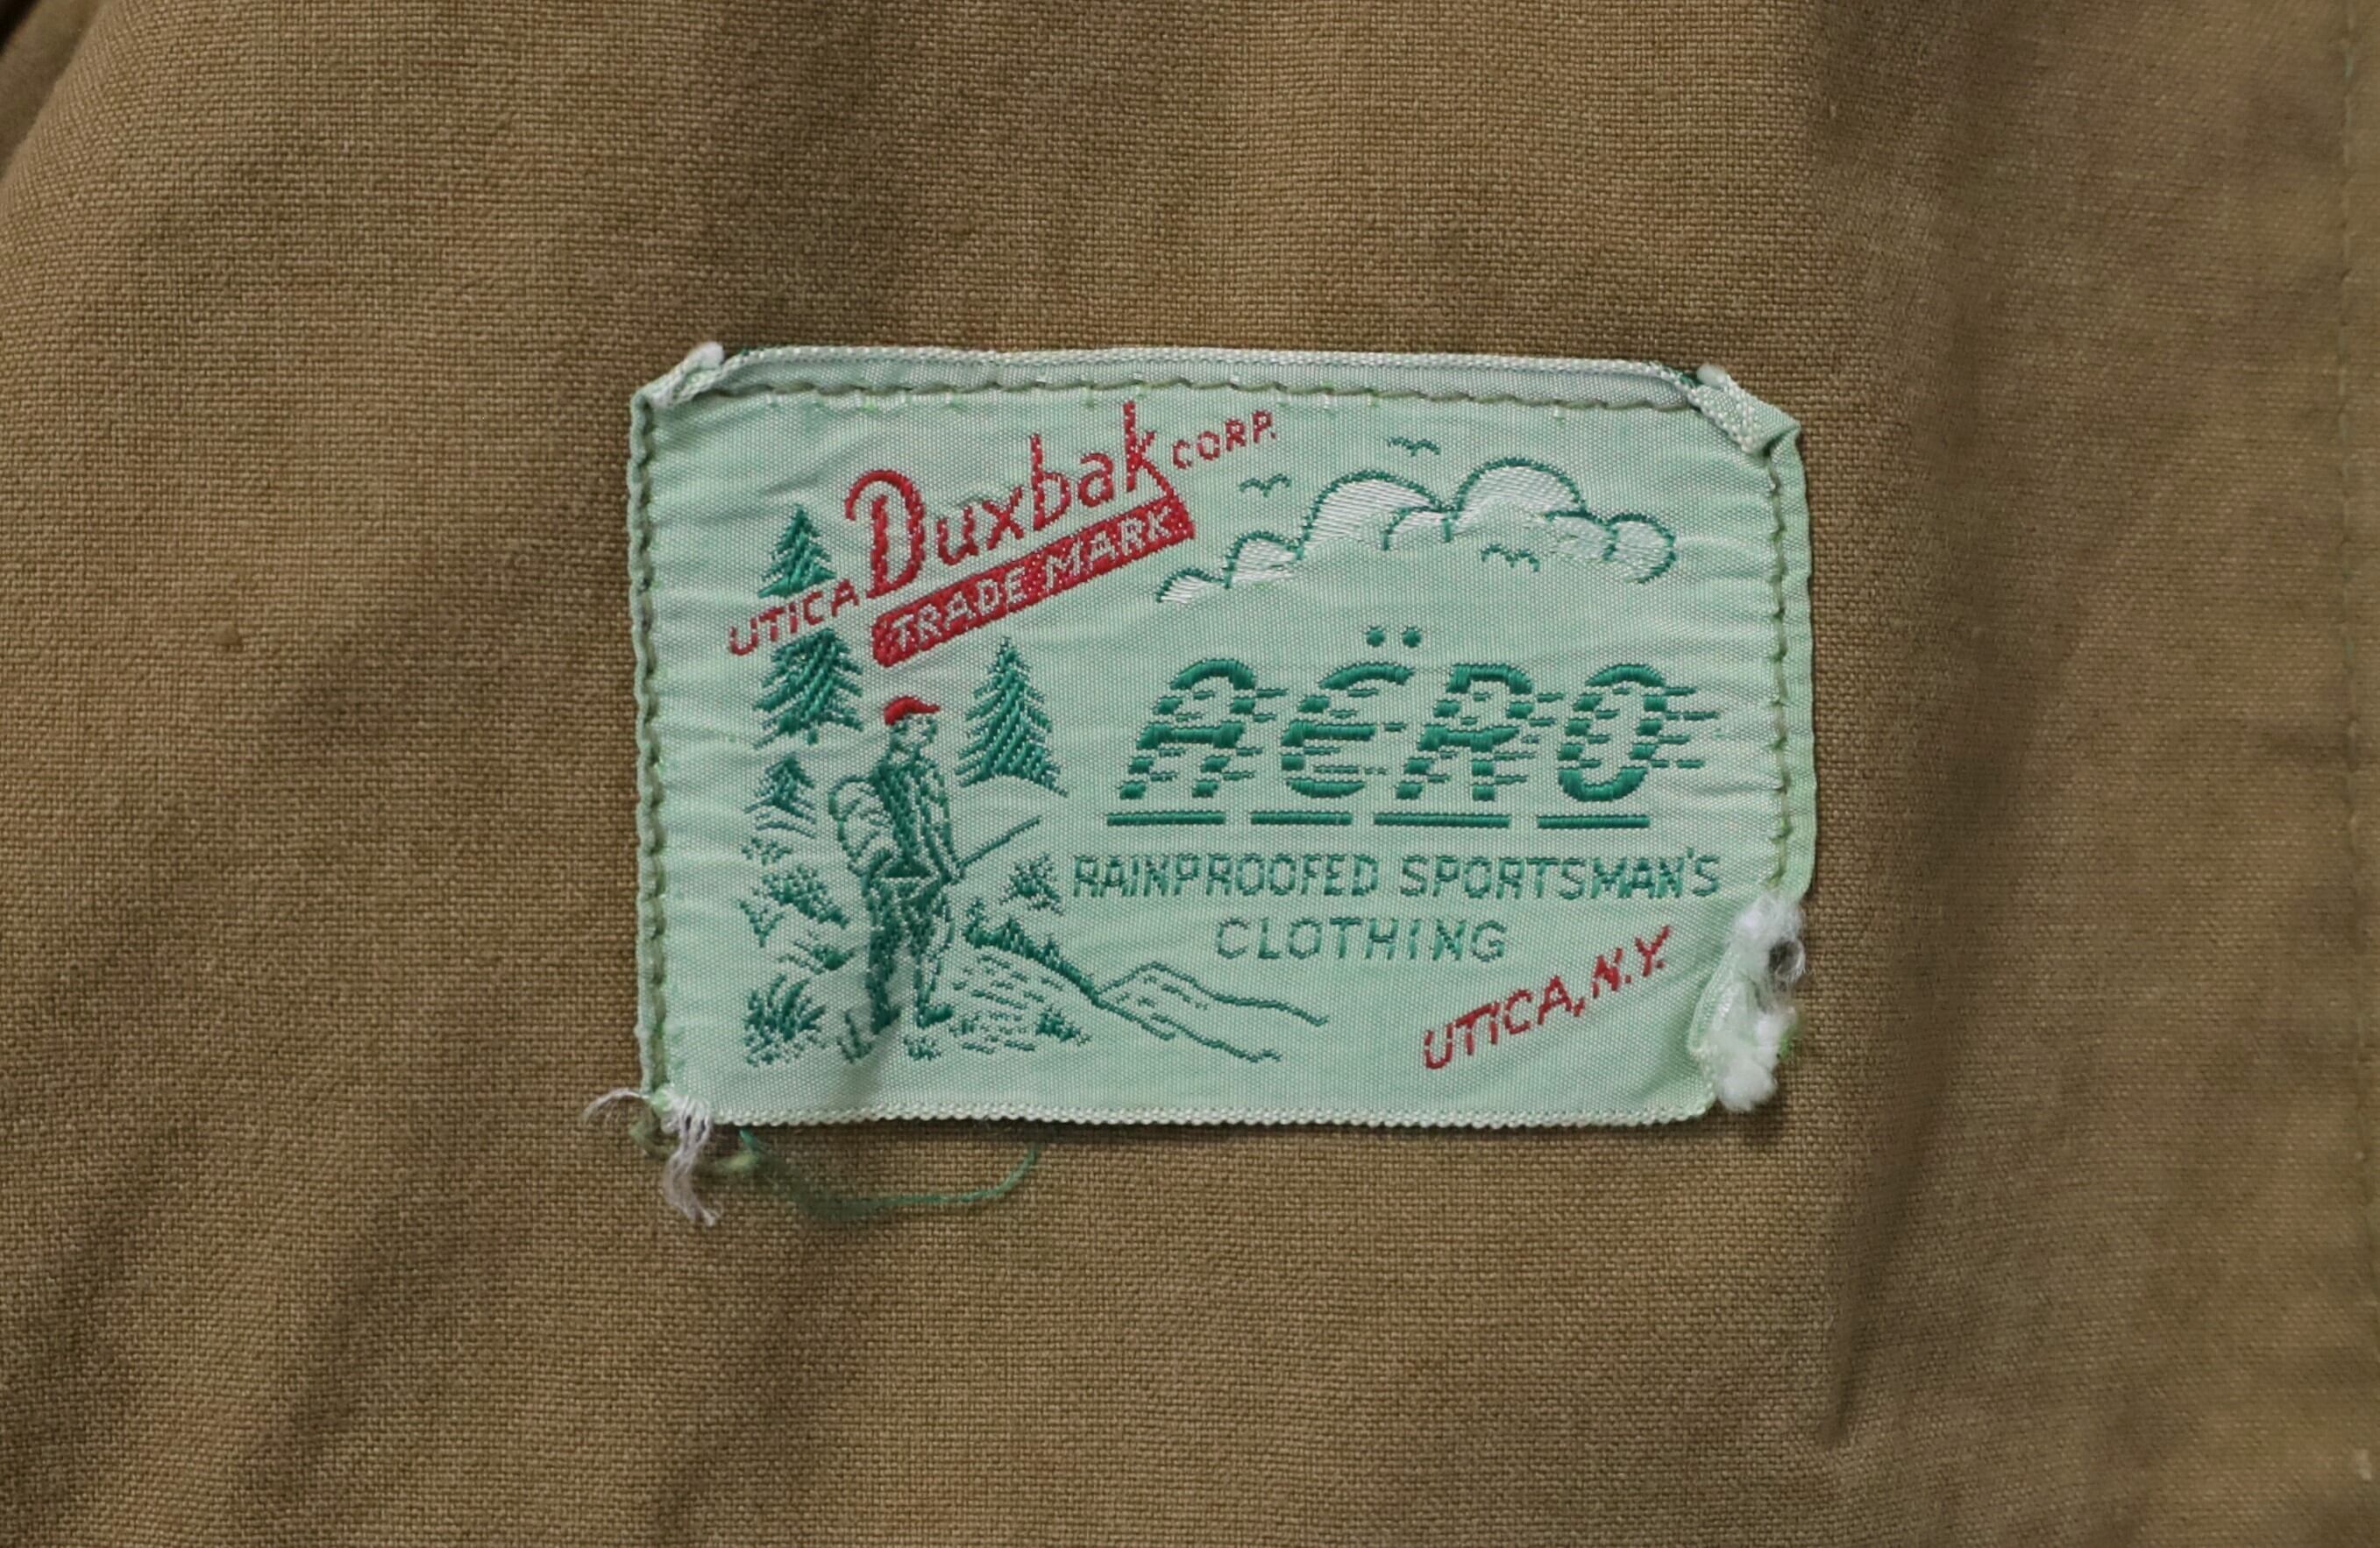 UTICA Duxbak CORP.
TRADE MARK
AËRO
RAINPROOFED SPORTSMAN'S
CLOTHING
UTICA, N.Y.